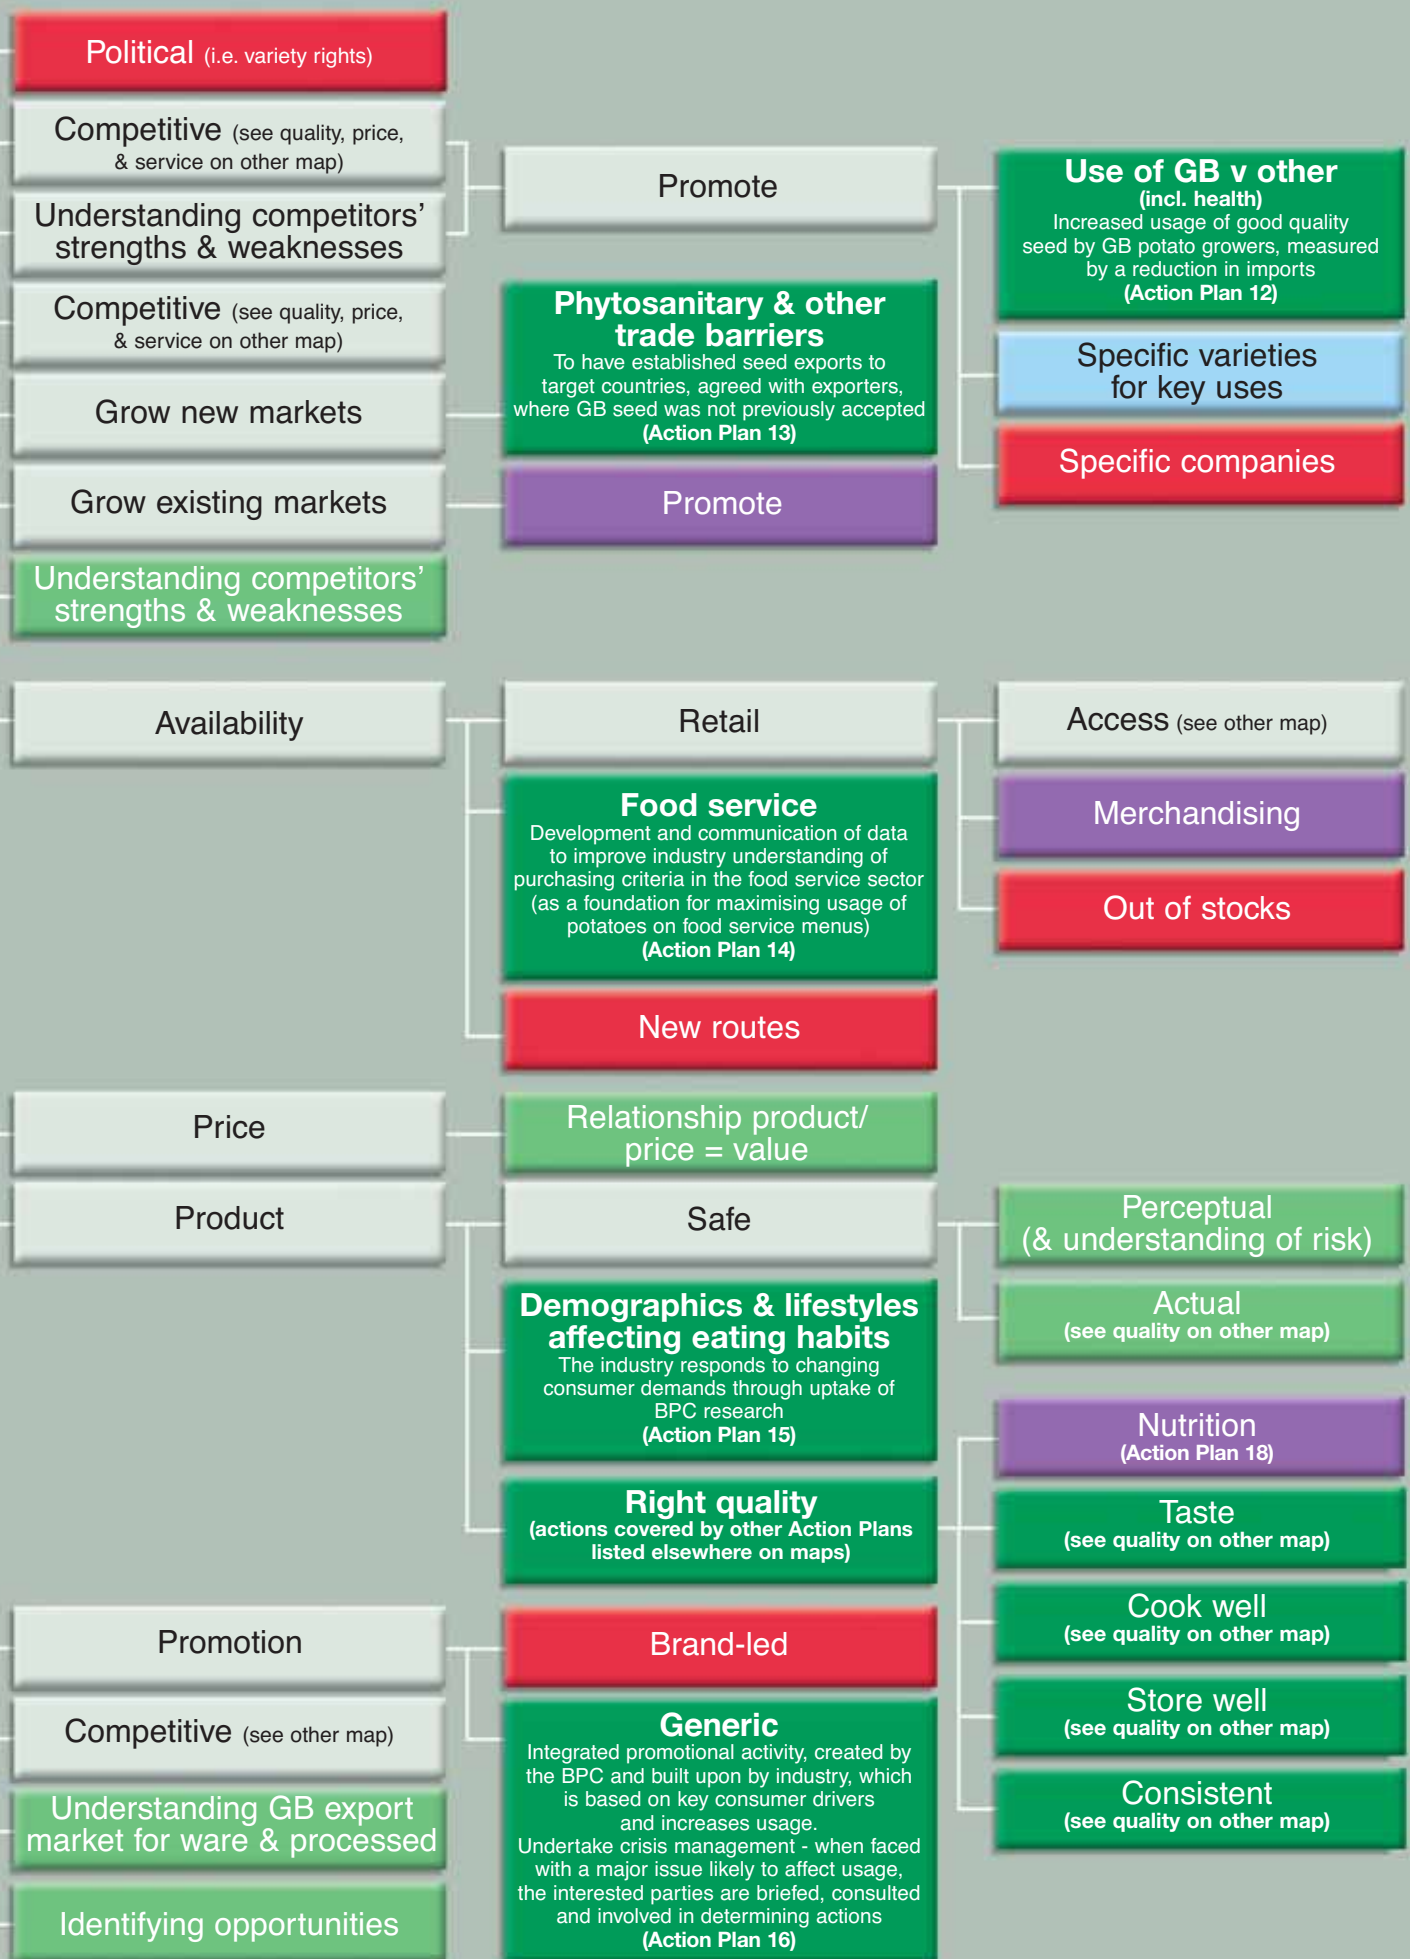 Political (i.e. variety rights)
Competitive (see quality, price,
& service on other map)
Understanding competitors'
strengths & weaknesses
Competitive (see quality, price,
& service on other map)
Grow new markets
Grow existing markets
Understanding competitors'
strengths & weaknesses
Promote
Phytosanitary & other
trade barriers
To have established seed exports to
target countries, agreed with exporters,
where GB seed was not previously accepted
(Action Plan 13)
Promote
Use of GB v other
(incl. health)
Increased usage of good quality
seed by GB potato growers, measured
by a reduction in imports
(Action Plan 12)
Specific varieties
for key uses
Specific companies
Availability
Retail
Food service
Development and communication of data
to improve industry understanding of
purchasing criteria in the food service sector
(as a foundation for maximising usage of
potatoes on food service menus)
(Action Plan 14)
New routes
Access (see other map)
Merchandising
Out of stocks
Price
Relationship product/
price = value
Product
Safe
Demographics & lifestyles
affecting eating habits
The industry responds to changing
consumer demands through uptake of
BPC research
(Action Plan 15)
Right quality
(actions covered by other Action Plans
listed elsewhere on maps)
Perceptual
(& understanding of risk)
Actual
(see quality on other map)
Nutrition
(Action Plan 18)
Taste
(see quality on other map)
Cook well
(see quality on other map)
Store well
(see quality on other map)
Consistent
(see quality on other map)
Promotion
Competitive (see other map)
Understanding GB export
market for ware & processed
Identifying opportunities
Brand-led
Generic
Integrated promotional activity, created by
the BPC and built upon by industry, which
is based on key consumer drivers
and increases usage.
Undertake crisis management - when faced
with a major issue likely to affect usage,
the interested parties are briefed, consulted
and involved in determining actions
(Action Plan 16)